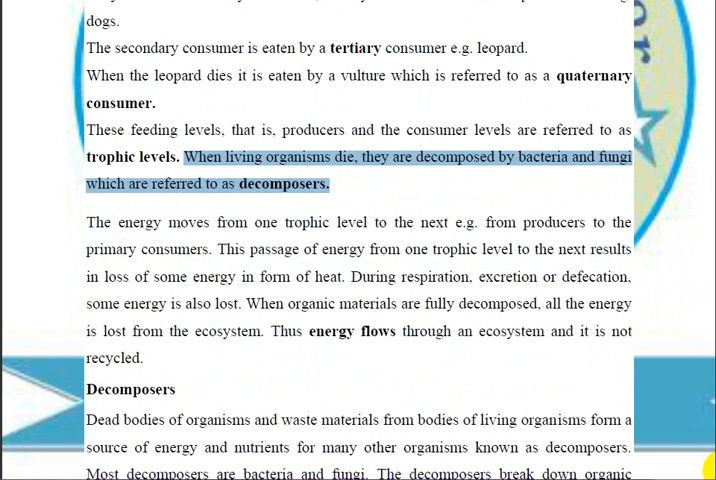 dogs.
The secondary consumer is eaten by a tertiary consumer e.g. leopard.
When the leopard dies it is eaten by a vulture which is referred to as a quaternary
consumer.
These feeding levels, that is, producers and the consumer levels are referred to as
trophic levels. When living organisms die, they are decomposed by bacteria and fungi
which are referred to as decomposers.
The energy moves from one trophic level to the next e.g. from producers to the
primary consumers. This passage of energy from one trophic level to the next results
in loss of some energy in form of heat. During respiration, excretion or defecation,
some energy is also lost. When organic materials are fully decomposed, all the energy
is lost from the ecosystem. Thus energy flows through an ecosystem and it is not
recycled.
Decomposers
Dead bodies of organisms and waste materials from bodies of living organisms form a
source of energy and nutrients for many other organisms known as decomposers.
Most decomposers are bacteria and fungi. The decomposers break down organic